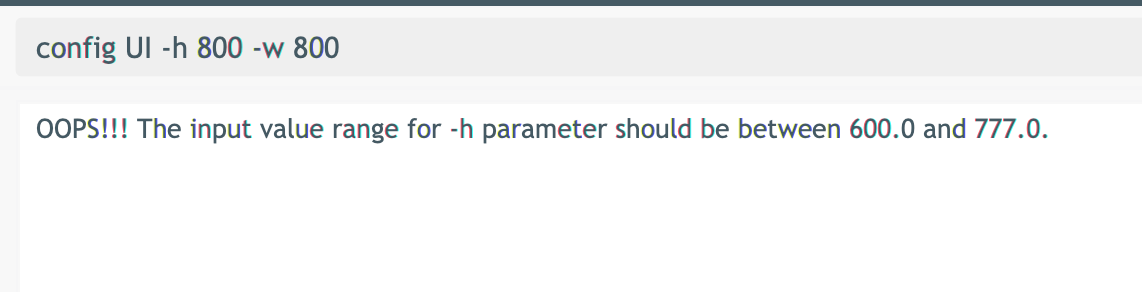 config UI -h 800 -w 800
OOPS!!! The input value range for -h parameter should be between 600.0 and 777.0.